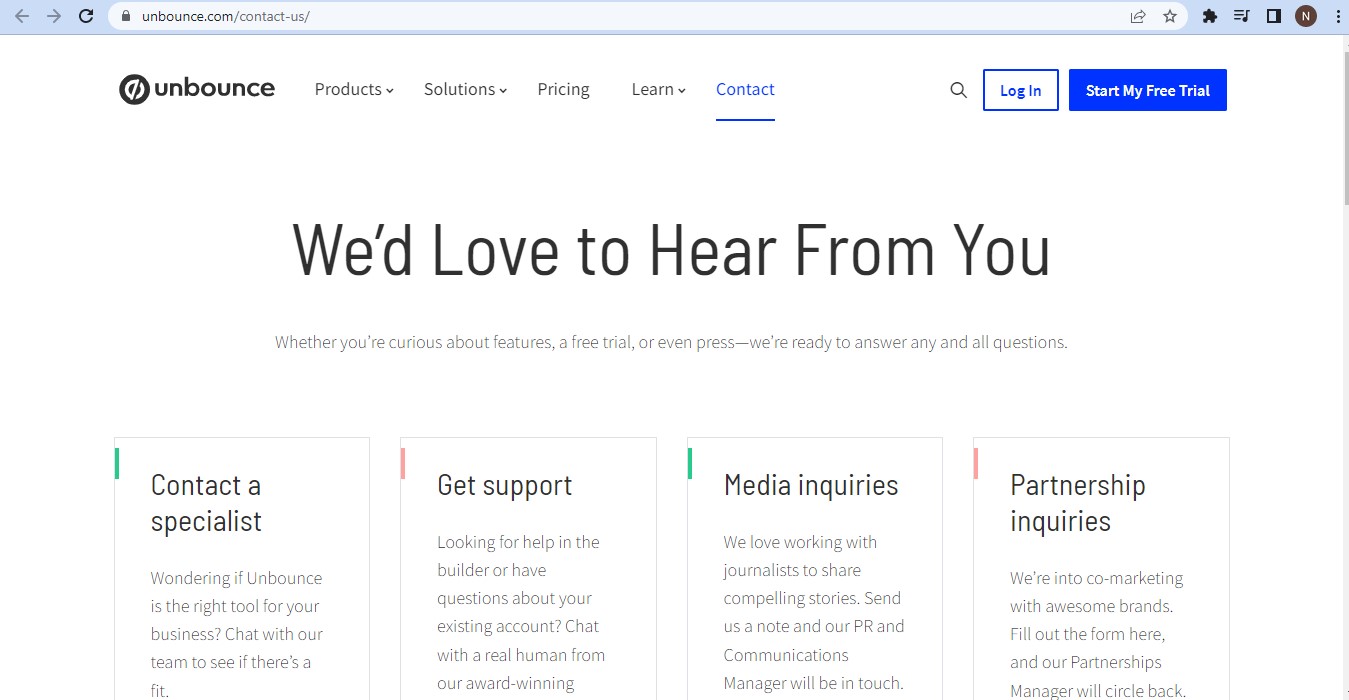 unbounce.com/contact-us/
N
unbounce
Products
Solutions
Pricing
Learn
Contact
Log In
Start My Free Trial
We’d Love to Hear From You
Whether you’re curious about features, a free trial, or even press—we’re ready to answer any and all questions.
Contact a
specialist
Wondering if Unbounce
is the right tool for your
business? Chat with our
team to see if there’s a
fit.
Get support
Looking for help in the
builder or have
questions about your
existing account? Chat
with a real human from
our award-winning
Media inquiries
We love working with
journalists to share
compelling stories. Send
us a note and our PR and
Communications
Manager will be in touch.
Partnership
inquiries
We’re into co-marketing
with awesome brands.
Fill out the form here,
and our Partnerships
Manager will circle back.